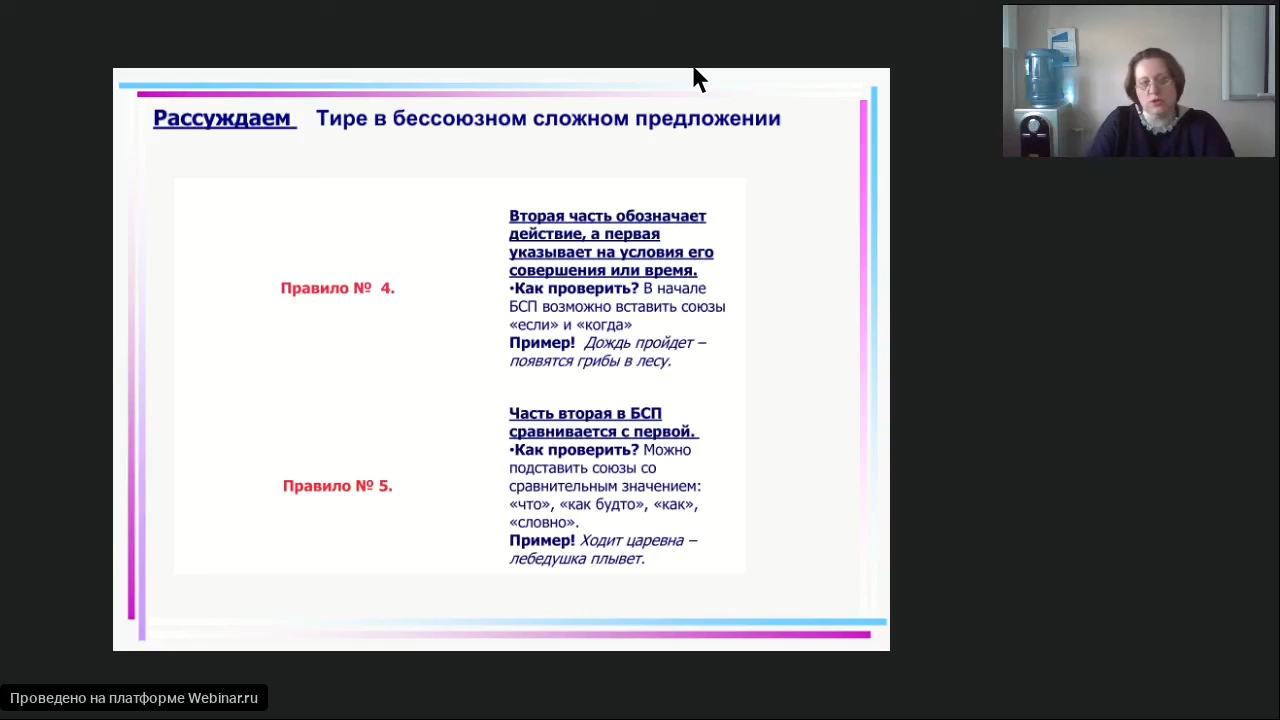 Рассуждаем Тире в бессоюзном сложном предложении
Правило № 4.
Вторая часть обозначает
действие, а первая
указывает на условия его
совершения или время.
•Как проверить? В начале
БСП возможно вставить союзы
«если» и «когда»
Пример! Дождь пройдет –
появятся грибы в лесу.
Правило № 5.
Часть вторая в БСП
сравнивается с первой.
•Как проверить? Можно
подставить союзы со
сравнительным значением:
«что», «как будто», «как»,
«словно».
Пример! Ходит царевна –
лебедушка плывет.
Проведено на платформе Webinar.ru